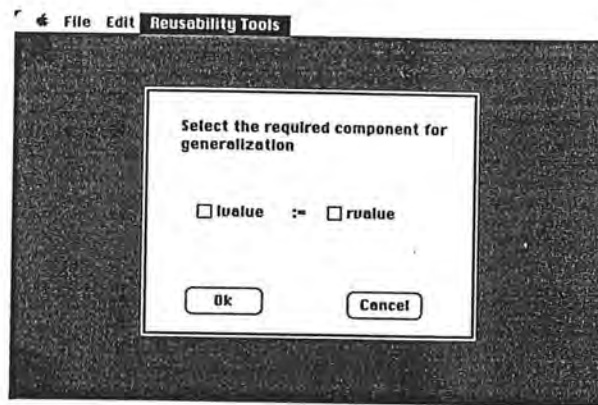 File Edit Reusability Tools
Select the required component for
generalization
lvalue := rvalue
Ok Cancel